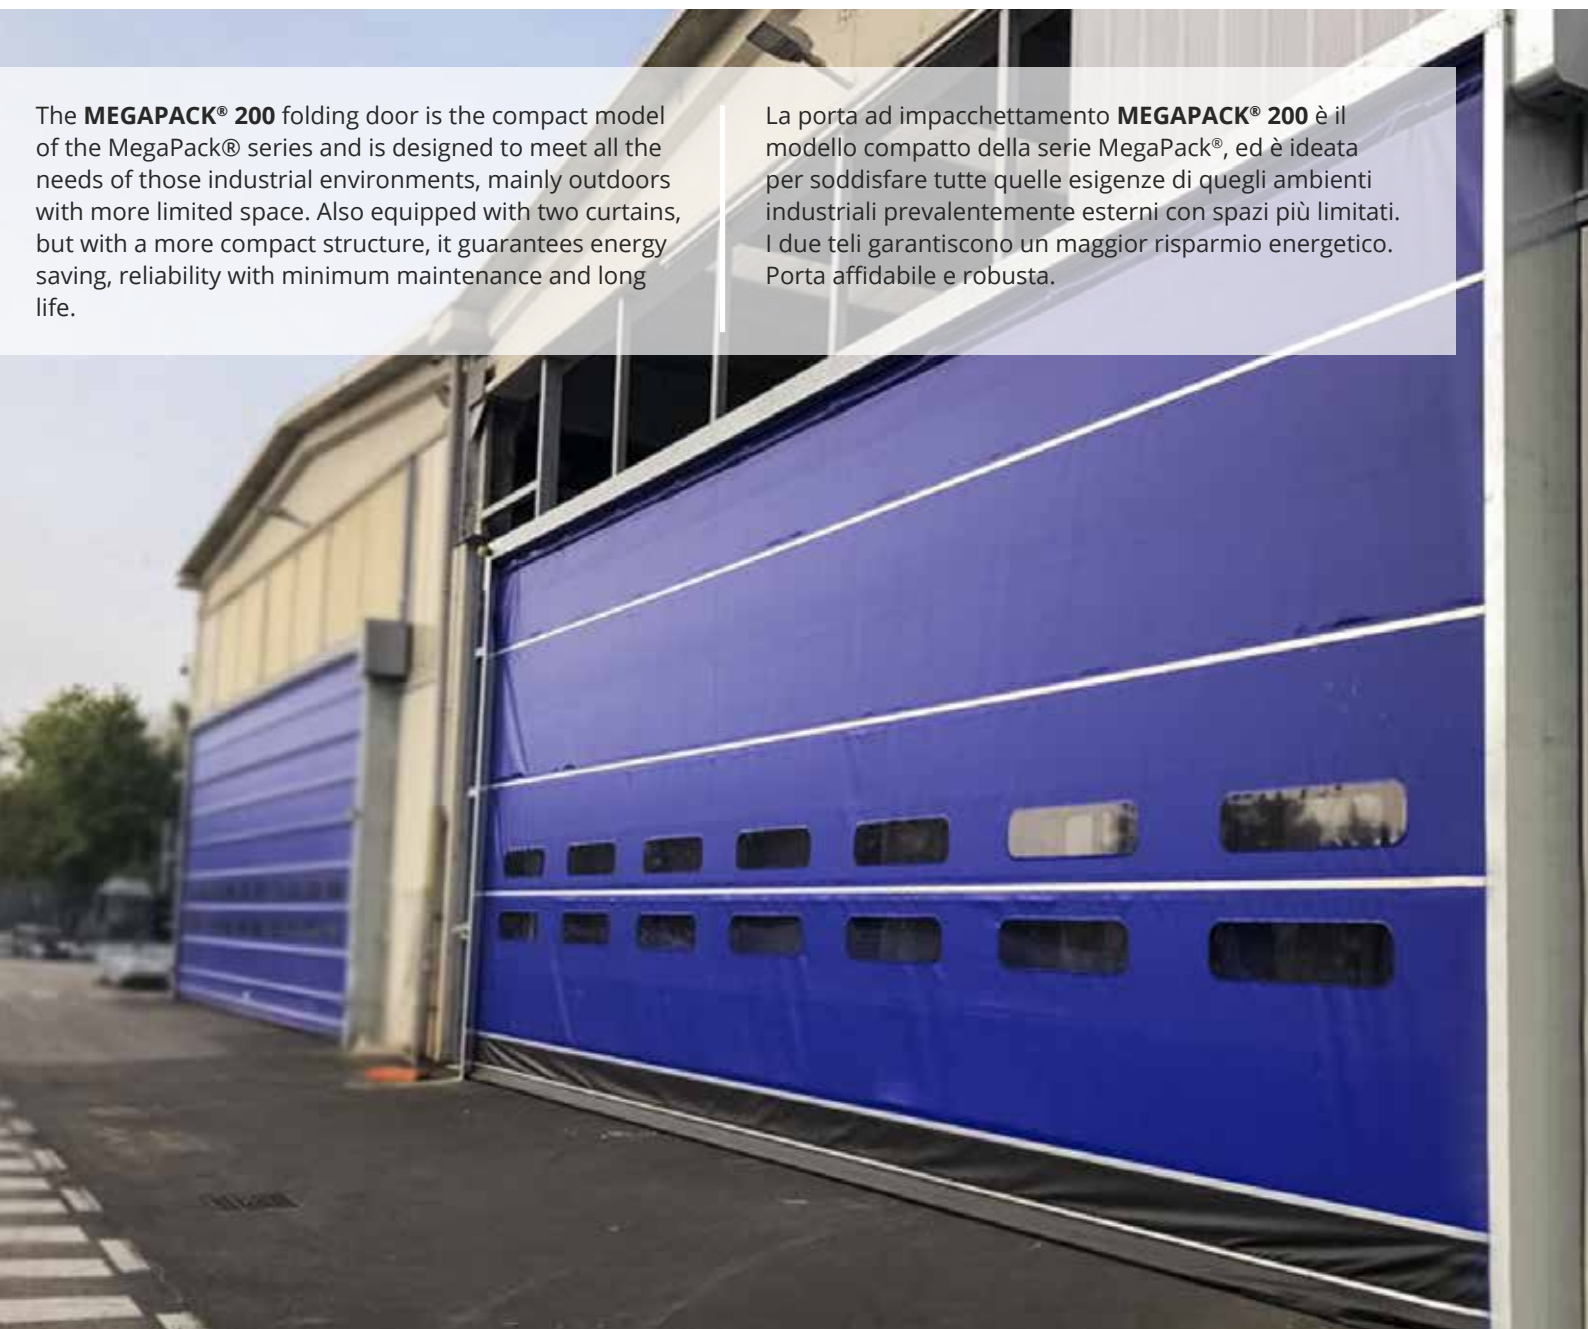 The MEGAPACK® 200 folding door is the compact model
of the MegaPack® series and is designed to meet all the
needs of those industrial environments, mainly outdoors
with more limited space. Also equipped with two curtains,
but with a more compact structure, it guarantees energy
saving, reliability with minimum maintenance and long
life.
La porta ad impacchettamento MEGAPACK® 200 è il
modello compatto della serie MegaPack®, ed è ideata
per soddisfare tutte quelle esigenze di quegli ambienti
industriali prevalentemente esterni con spazi più limitati.
I due teli garantiscono un maggior risparmio energetico.
Porta affidabile e robusta.